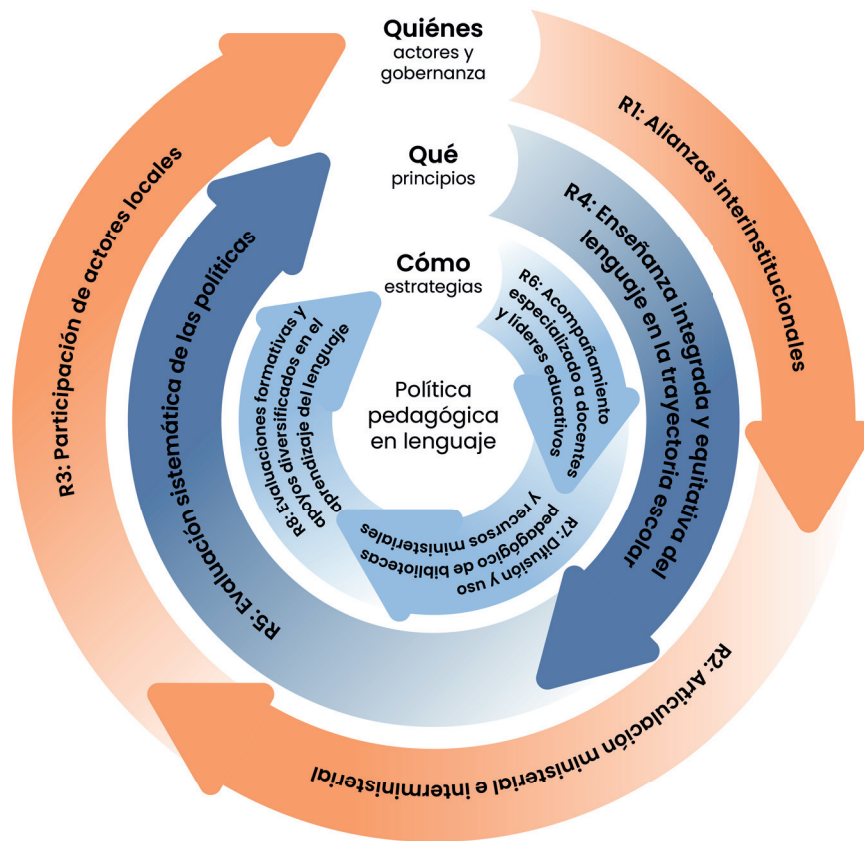 Quiénes
actores y
gobernanza
R1: Alianzas interinstitucionales
R2: Articulación ministerial e interministerial
R3: Participación de actores locales
Qué
principios
R4: Enseñanza integrada y equitativa del
lenguaje en la trayectoria escolar
R5: Evaluación sistemática de las políticas
Cómo
estrategias
R6: Acompañamiento
especializado a docentes
y líderes educativos
R7: Difusión y uso
pedagógico de bibliotecas
y recursos ministeriales
R8: Evaluaciones formativas y
apoyos diversificados en el
aprendizaje del lenguaje
Política
pedagógica
en lenguaje